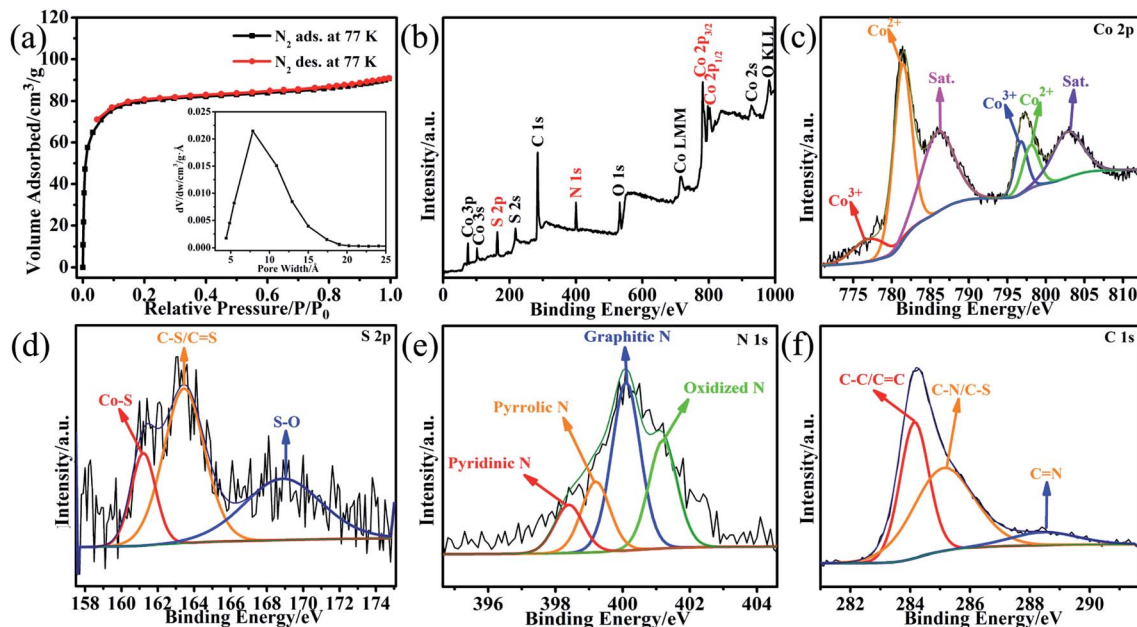 (a)
120
100
80
60
40
20
0
Volume Adsorbed/cm³/g
N₂ ads. at 77 K
N₂ des. at 77 K
0.025
0.020
0.015
0.010
0.005
0.000
dV/dw/cm³/g·Å
5 10 15 20 25
Pore Width/Å
0.0 0.2 0.4 0.6 0.8 1.0
Relative Pressure/P/P₀
(b)
Intensity/a.u.
Co 3p
Co 3s
S 2p
S 2s
C 1s
N 1s
O 1s
Co LMM
Co 2p₃/₂
Co 2p₁/₂
Co 2s
O KLL
0 200 400 600 800 1000
Binding Energy/eV
(c)
Co 2p
Intensity/a.u.
Co³⁺
Co²⁺
Sat.
Co³⁺
Co²⁺
Sat.
775 780 785 790 795 800 805 810
Binding Energy/eV
(d)
S 2p
Intensity/a.u.
C-S/C=S
Co-S
S-O
158 160 162 164 166 168 170 172 174
Binding Energy/eV
(e)
N 1s
Intensity/a.u.
Graphitic N
Oxidized N
Pyrrolic N
Pyridinic N
396 398 400 402 404
Binding Energy/eV
(f)
C 1s
Intensity/a.u.
C-C/C=C
C-N/C-S
C=N
282 284 286 288 290
Binding Energy/eV